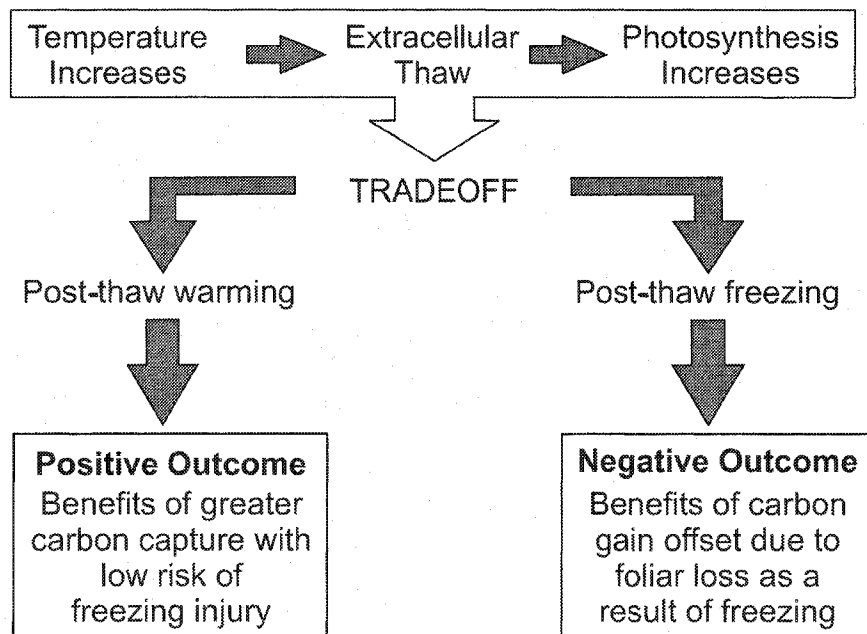 Temperature
Increases
Extracellular
Thaw
Photosynthesis
Increases
TRADEOFF
Post-thaw warming
Post-thaw freezing
Positive Outcome
Benefits of greater
carbon capture with
low risk of
freezing injury
Negative Outcome
Benefits of carbon
gain offset due to
foliar loss as a
result of freezing